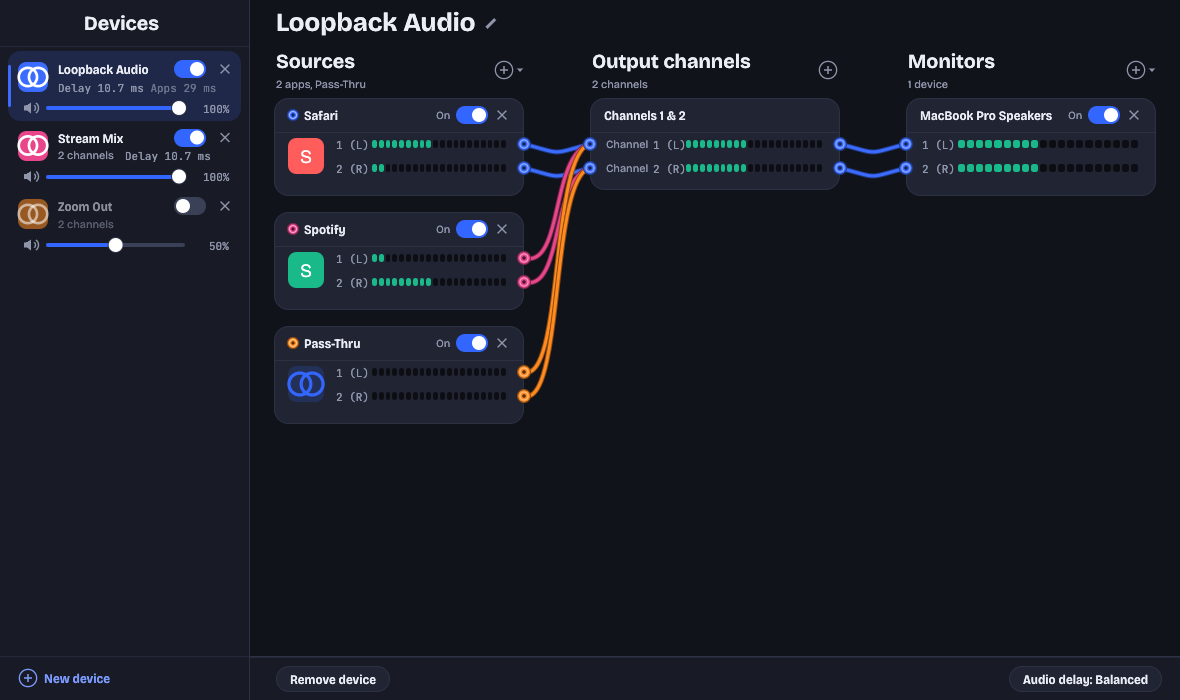 Devices
Loopback Audio
Delay 10.7 ms Apps 29 ms
100%
Stream Mix
2 channels Delay 10.7 ms
100%
Zoom Out
2 channels
50%
New device
Loopback Audio
Sources
2 apps, Pass-Thru
Safari On
S
1 (L)
2 (R)
Spotify On
S
1 (L)
2 (R)
Pass-Thru On
1 (L)
2 (R)
Output channels
2 channels
Channels 1 & 2
Channel 1 (L)
Channel 2 (R)
Monitors
1 device
MacBook Pro Speakers On
1 (L)
2 (R)
Remove device
Audio delay: Balanced